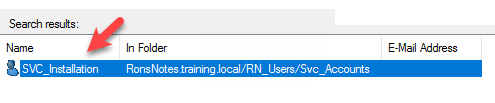 Search results:
Name In Folder E-Mail Address
SVC_Installation RonsNotes.training.local/RN_Users/Svc_Accounts